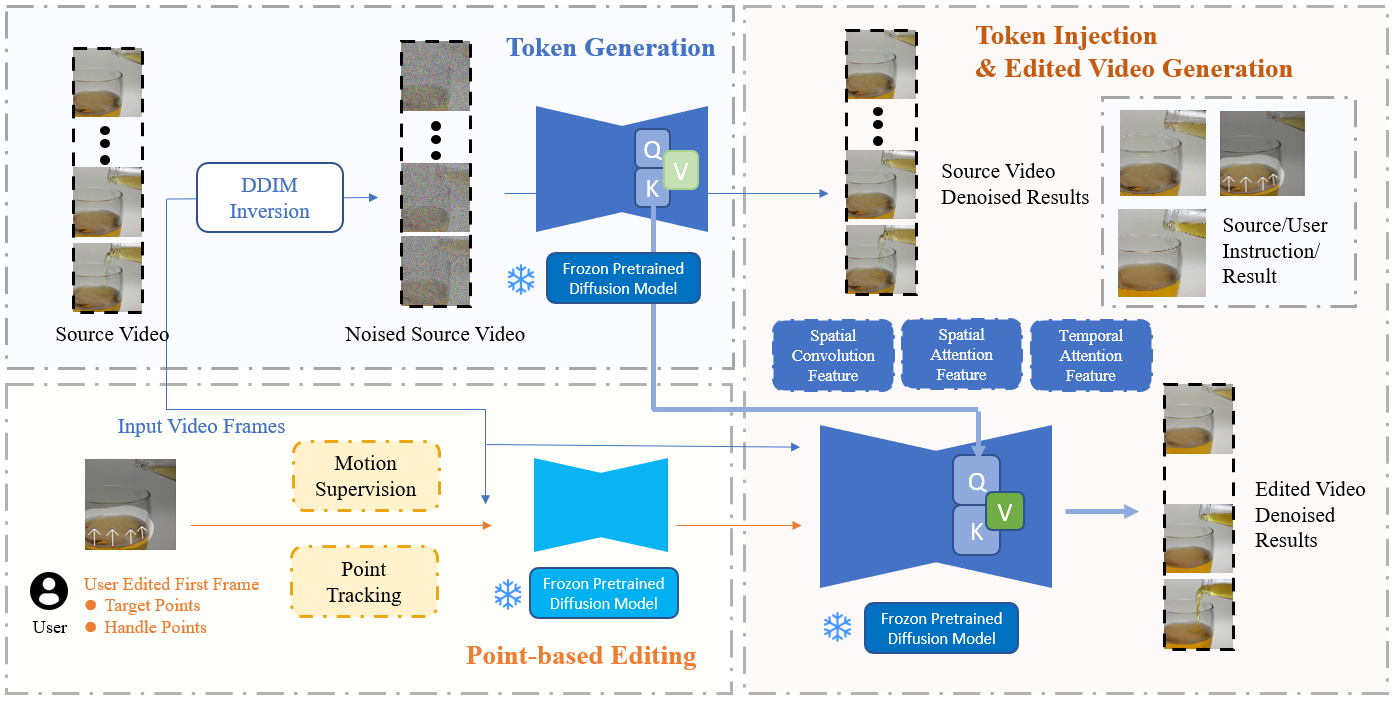 Token Generation
DDIM
Inversion
Q
K
V
Frozon Pretrained
Diffusion Model
Source Video
Noised Source Video
Input Video Frames
Motion
Supervision
Point
Tracking
User
User Edited First Frame
Target Points
Handle Points
Frozon Pretrained
Diffusion Model
Point-based Editing
Token Injection
& Edited Video Generation
Source Video
Denoised Results
Source/User
Instruction/
Result
Spatial
Convolution
Feature
Spatial
Attention
Feature
Temporal
Attention
Feature
Q
K
V
Frozon Pretrained
Diffusion Model
Edited Video
Denoised
Results